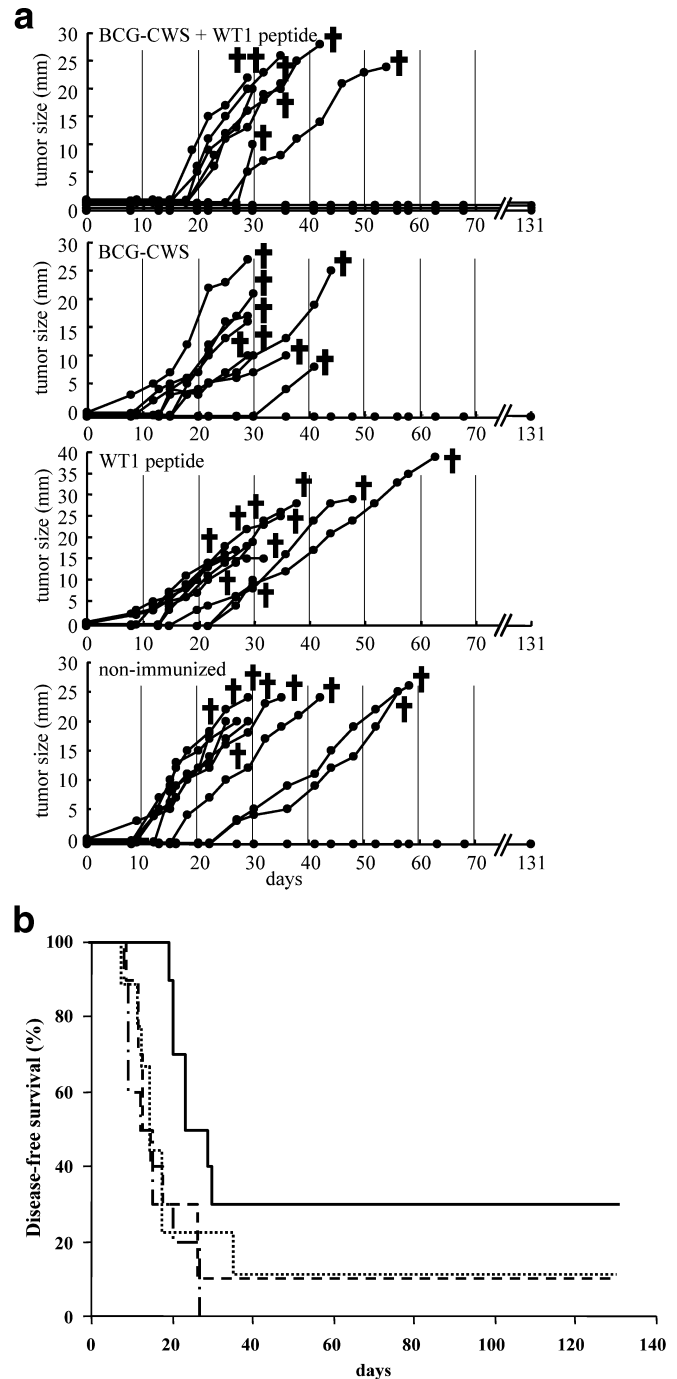 a
BCG-CWS + WT1 peptide
tumor size (mm)
30
25
20
15
10
5
0
0 10 20 30 40 50 60 70 131
BCG-CWS
tumor size (mm)
30
25
20
15
10
5
0
0 10 20 30 40 50 60 70 131
WT1 peptide
tumor size (mm)
40
35
30
25
20
15
10
5
0
0 10 20 30 40 50 60 70 131
non-immunized
tumor size (mm)
30
25
20
15
10
5
0
0 10 20 30 40 50 60 70 131
days
b
Disease-free survival (%)
100
80
60
40
20
0
0 20 40 60 80 100 120 140
days